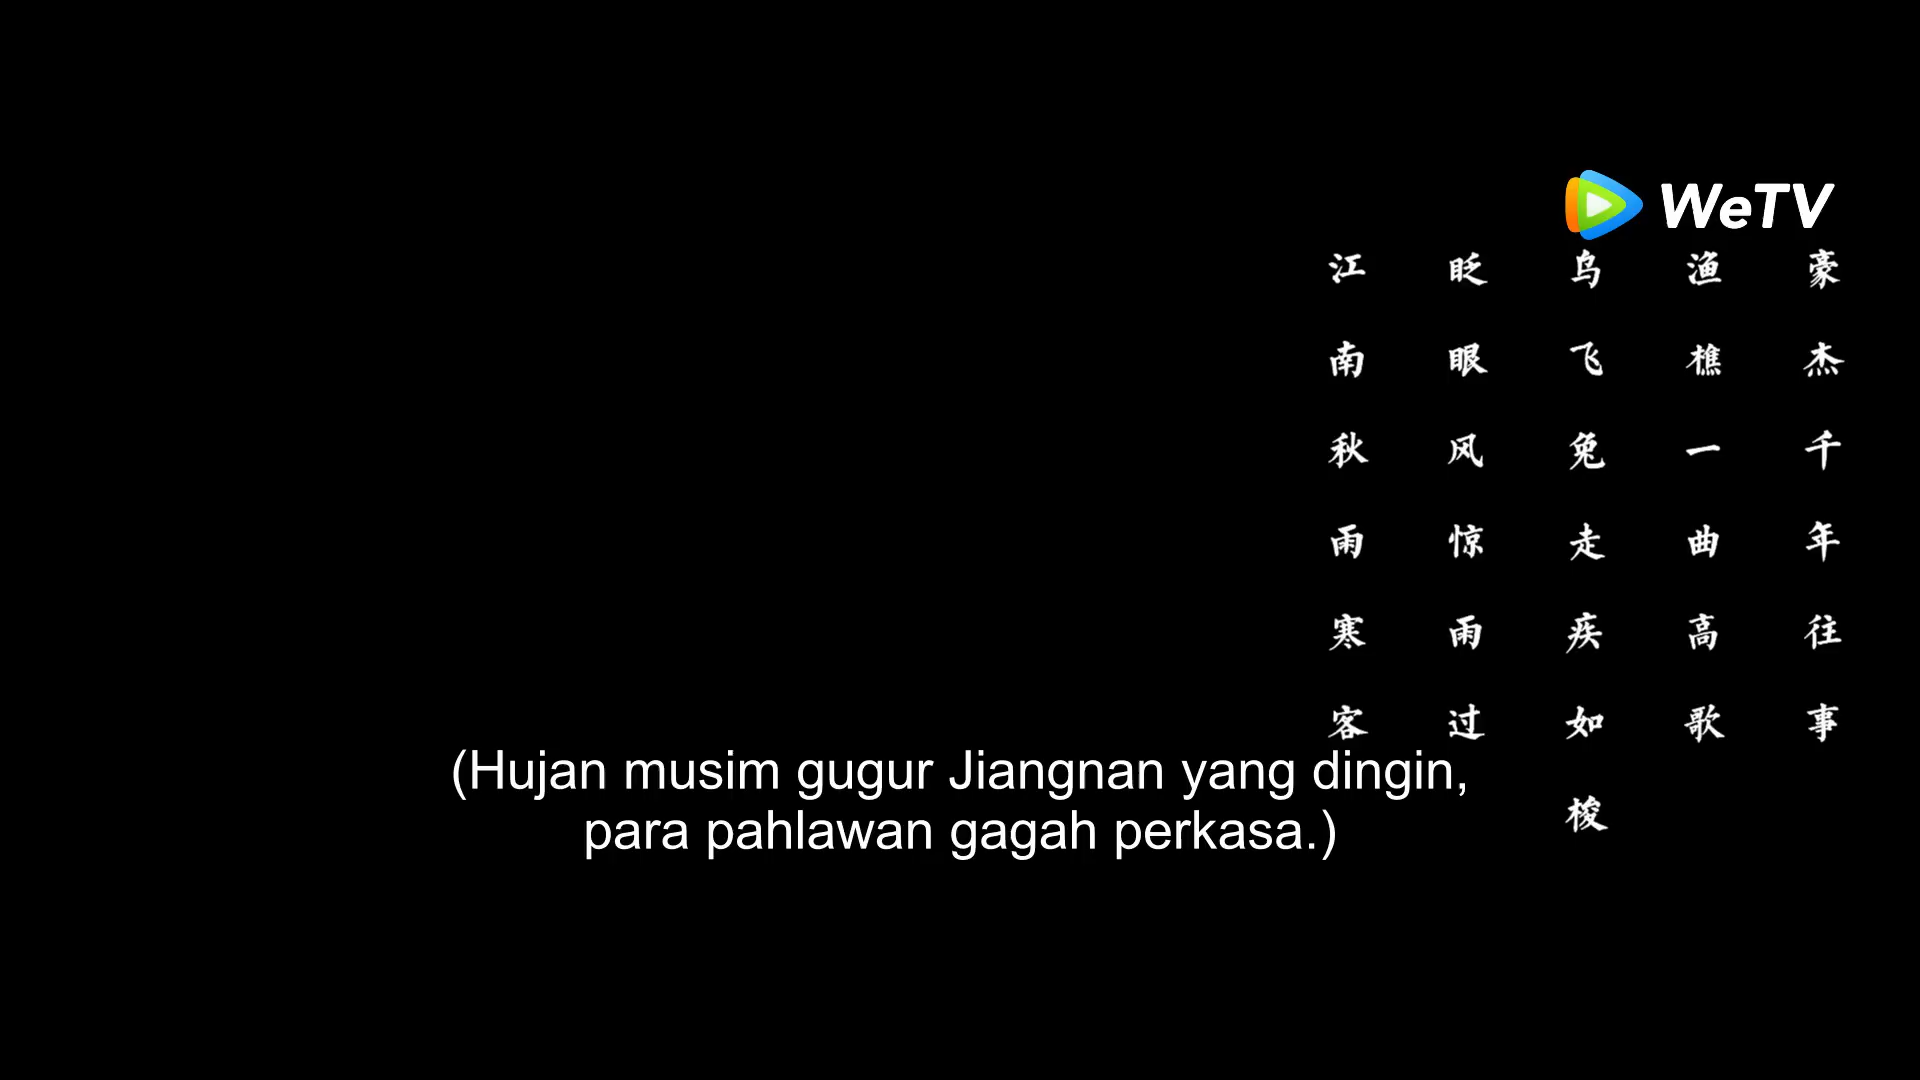 WeTV
豪杰千年往事
渔樵一曲高歌
乌飞兔走疾如梭
眨眼风惊雨过
江南秋雨寒客
(Hujan musim gugur Jiangnan yang dingin,
para pahlawan gagah perkasa.)